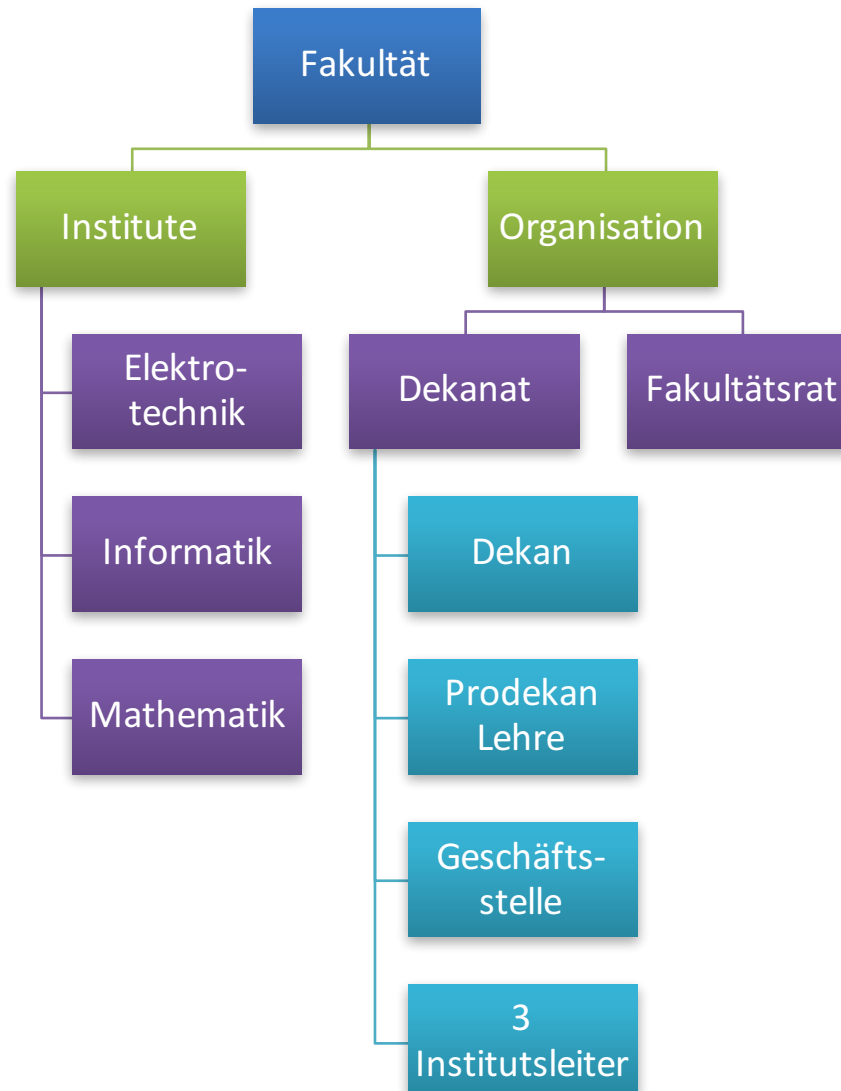 Fakultät
Institute
Organisation
Elektro-
technik
Dekanat
Fakultätsrat
Informatik
Dekan
Mathematik
Prodekan
Lehre
Geschäfts-
stelle
3
Institutsleiter